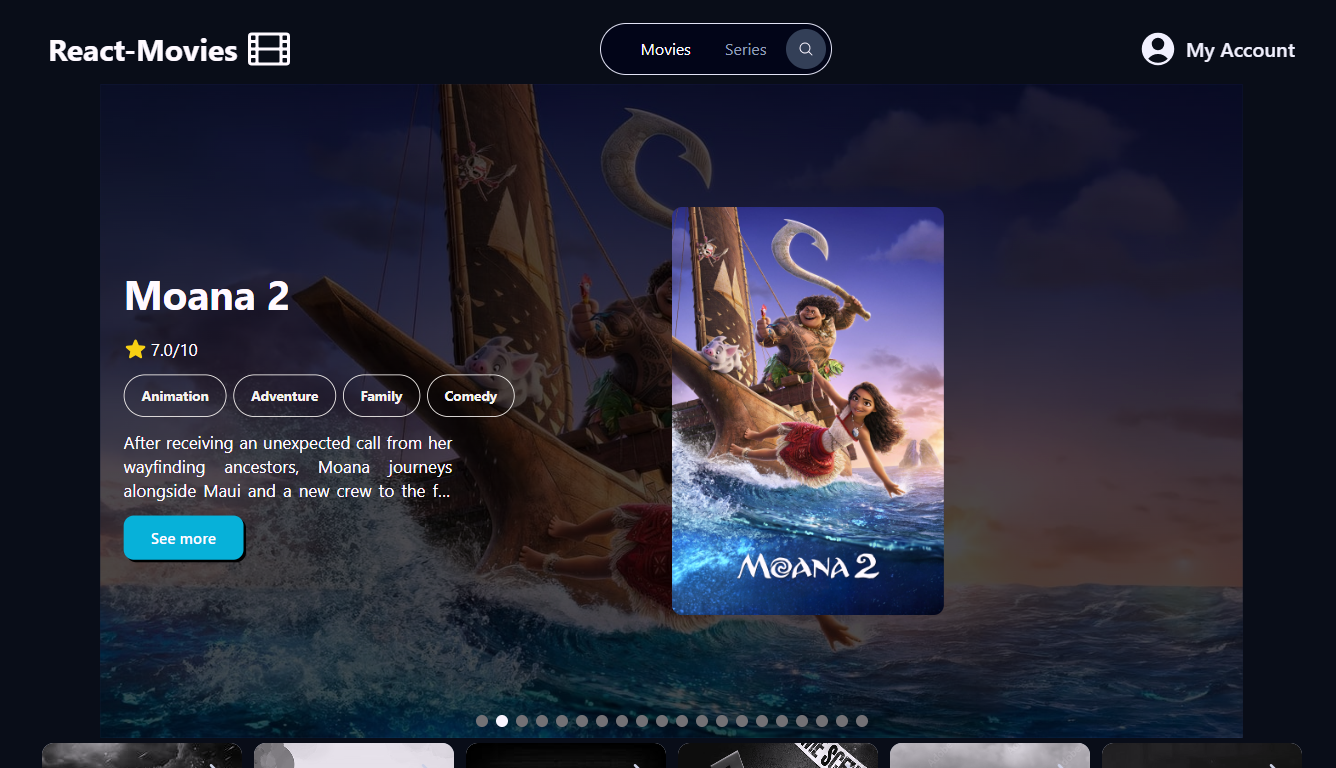 React-Movies
Movies
Series
My Account
Moana 2
7.0/10
Animation
Adventure
Family
Comedy
After receiving an unexpected call from her
wayfinding ancestors, Moana journeys
alongside Maui and a new crew to the f...
See more
MOANA 2